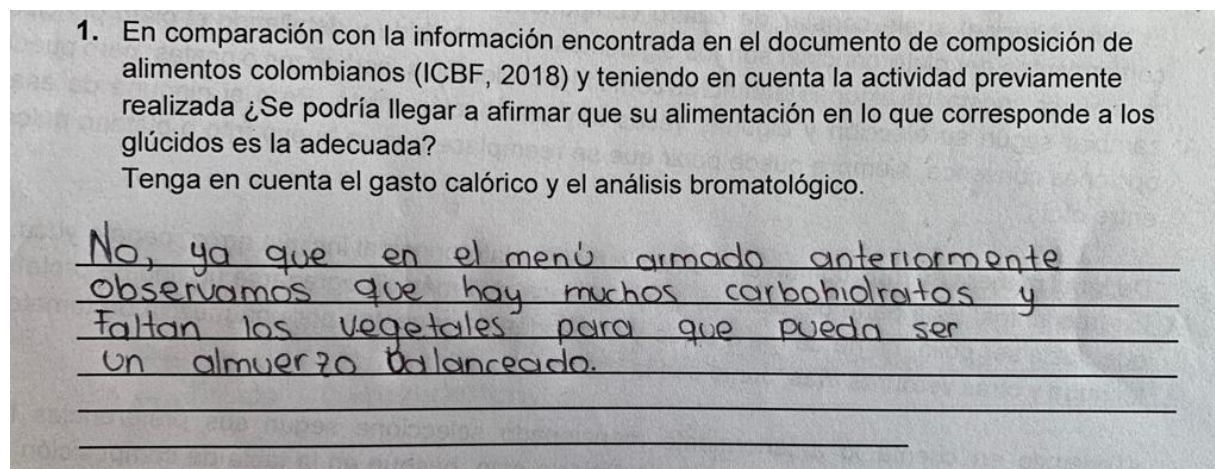 1. En comparación con la información encontrada en el documento de composición de
alimentos colombianos (ICBF, 2018) y teniendo en cuenta la actividad previamente
realizada ¿Se podría llegar a afirmar que su alimentación en lo que corresponde a los
glúcidos es la adecuada?
Tenga en cuenta el gasto calórico y el análisis bromatológico.
No, ya que en el menú armado anteriormente
observamos que hay muchos carbohidratos y
Faltan los vegetales para que pueda ser
un almuerzo balanceado.